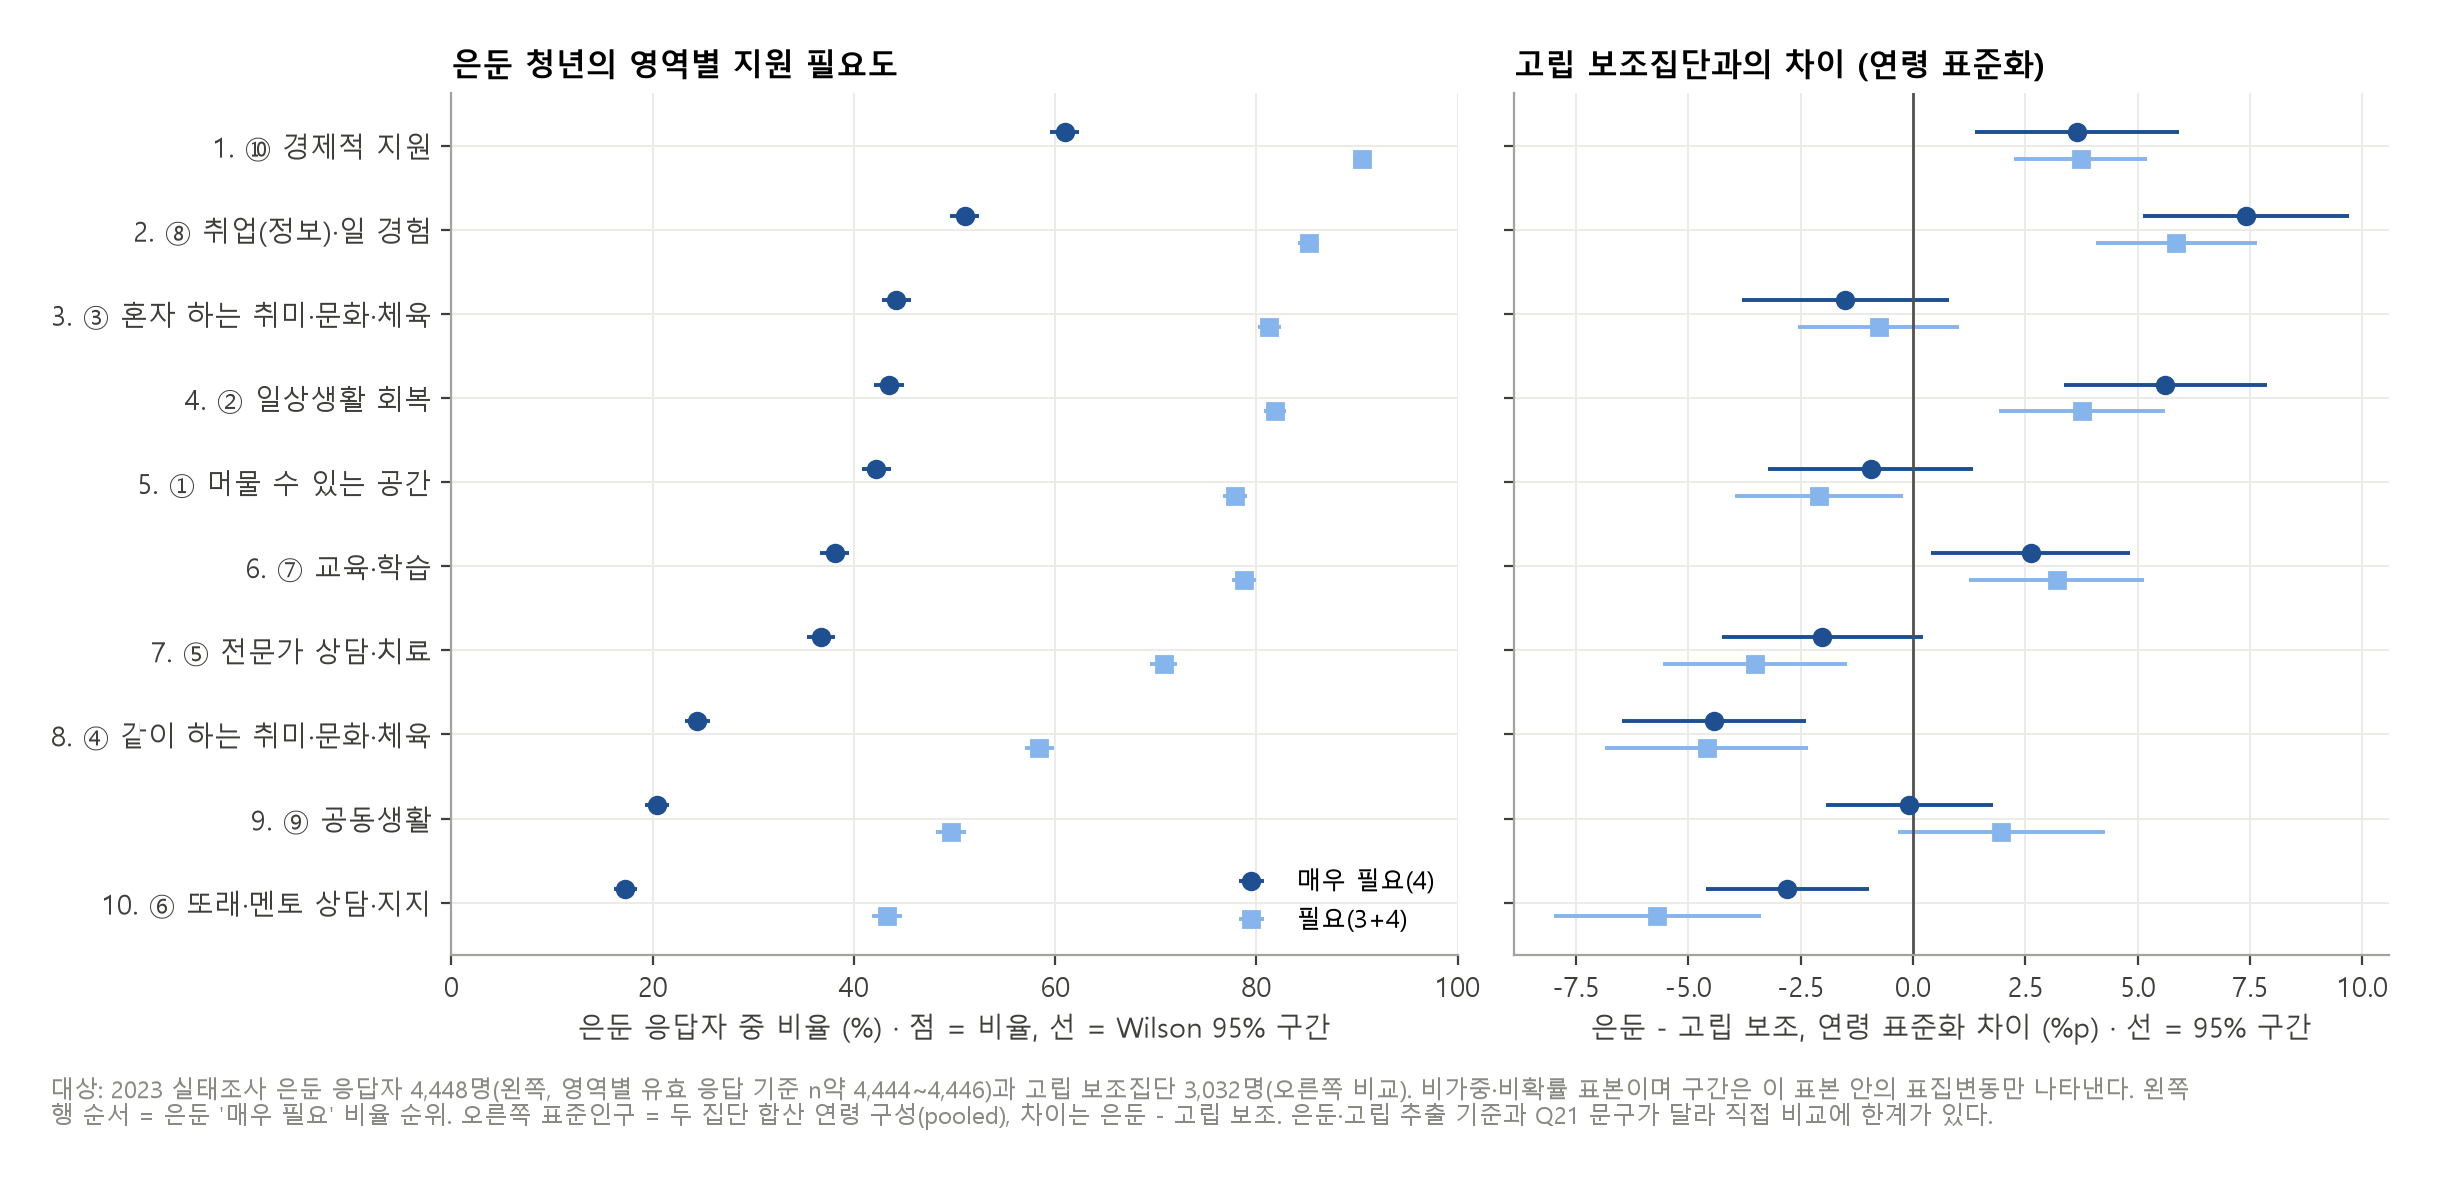 은둔 청년의 영역별 지원 필요도
1. ⑩ 경제적 지원
2. ⑧ 취업(정보)·일 경험
3. ③ 혼자 하는 취미·문화·체육
4. ② 일상생활 회복
5. ① 머물 수 있는 공간
6. ⑦ 교육·학습
7. ⑤ 전문가 상담·치료
8. ④ 같이 하는 취미·문화·체육
9. ⑨ 공동생활
10. ⑥ 또래·멘토 상담·지지
매우 필요(4)
필요(3+4)
0 20 40 60 80 100
은둔 응답자 중 비율 (%) · 점 = 비율, 선 = Wilson 95% 구간
고립 보조집단과의 차이 (연령 표준화)
-7.5 -5.0 -2.5 0.0 2.5 5.0 7.5 10.0
은둔 - 고립 보조, 연령 표준화 차이 (%p) · 선 = 95% 구간
대상: 2023 실태조사 은둔 응답자 4,448명(왼쪽, 영역별 유효 응답 기준 n약 4,444~4,446)과 고립 보조집단 3,032명(오른쪽 비교). 비가중·비확률 표본이며 구간은 이 표본 안의 표집변동만 나타낸다. 왼쪽
행 순서 = 은둔 '매우 필요' 비율 순위. 오른쪽 표준인구 = 두 집단 합산 연령 구성(pooled), 차이는 은둔 - 고립 보조. 은둔·고립 추출 기준과 Q21 문구가 달라 직접 비교에 한계가 있다.